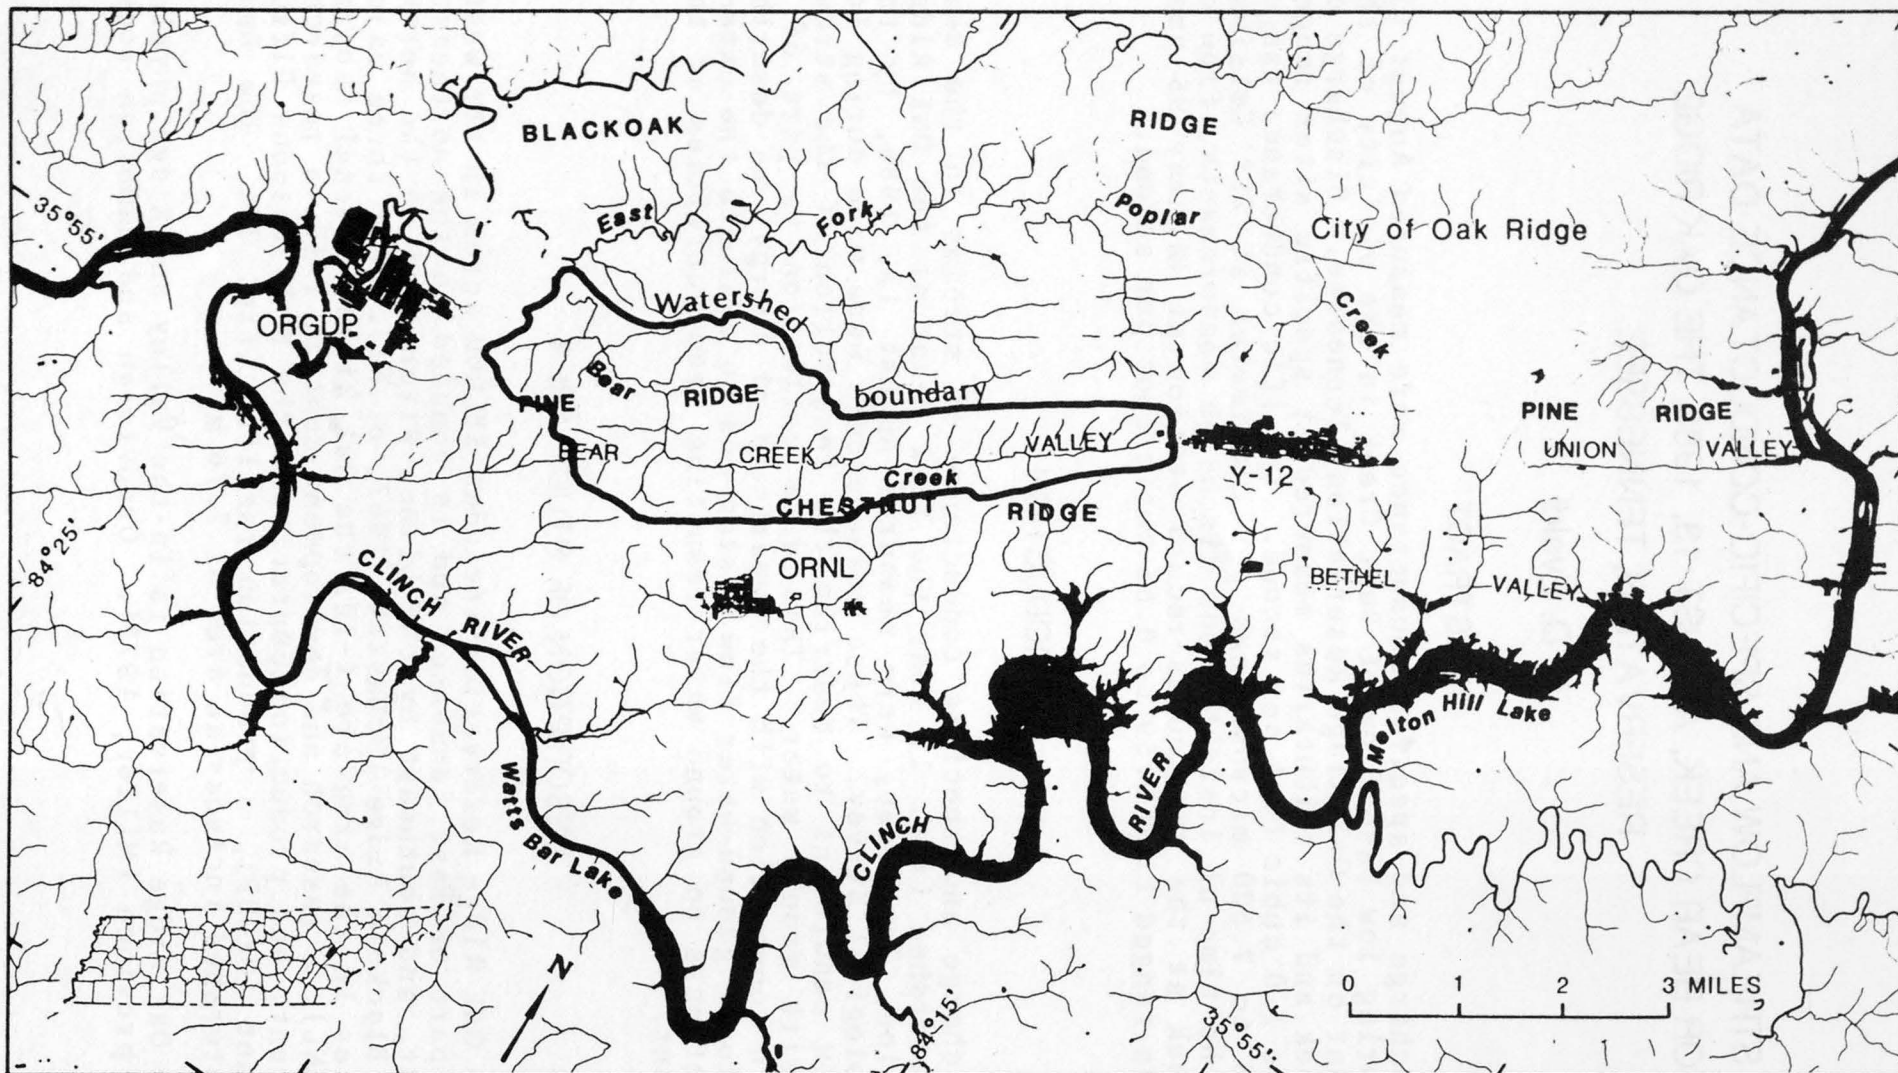 BLACKOAK RIDGE
35°55'
East Fork Poplar Creek
City of Oak Ridge
ORGDP
Watershed boundary
Bear Creek
PINE RIDGE
PINE RIDGE
BEAR CREEK VALLEY
UNION VALLEY
Y-12
CHESTNUT RIDGE
84°25'
CLINCH RIVER
ORNL
BETHEL VALLEY
Melton Hill Lake
Watts Bar Lake
CLINCH RIVER
N
84°15'
35°55'
0 1 2 3 MILES